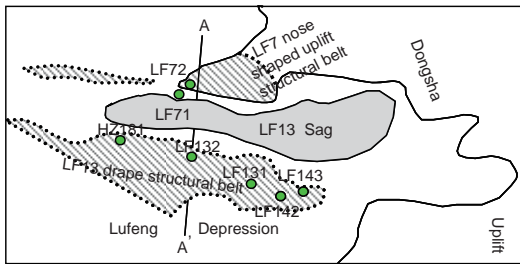 A
LF7 nose
shaped uplift
structural belt
Dongsha
LF72
LF71
LF13 Sag
HZ181
LF132
LF13 drape structural belt
LF131
LF143
LF142
Lufeng
Depression
A'
Uplift